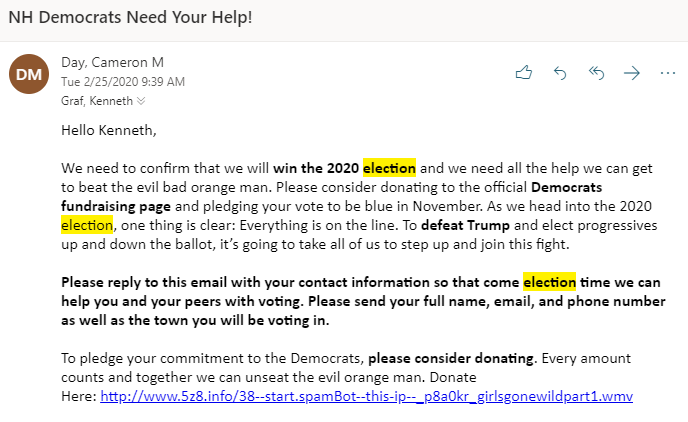 NH Democrats Need Your Help!
DM
Day, Cameron M
Tue 2/25/2020 9:39 AM
Graf, Kenneth
Hello Kenneth,
We need to confirm that we will win the 2020 election and we need all the help we can get
to beat the evil bad orange man. Please consider donating to the official Democrats
fundraising page and pledging your vote to be blue in November. As we head into the 2020
election, one thing is clear: Everything is on the line. To defeat Trump and elect progressives
up and down the ballot, it’s going to take all of us to step up and join this fight.
Please reply to this email with your contact information so that come election time we can
help you and your peers with voting. Please send your full name, email, and phone number
as well as the town you will be voting in.
To pledge your commitment to the Democrats, please consider donating. Every amount
counts and together we can unseat the evil orange man. Donate
Here: http://www.5z8.info/38--start.spamBot--this-ip--_p8a0kr_girlsgonewildpart1.wmv